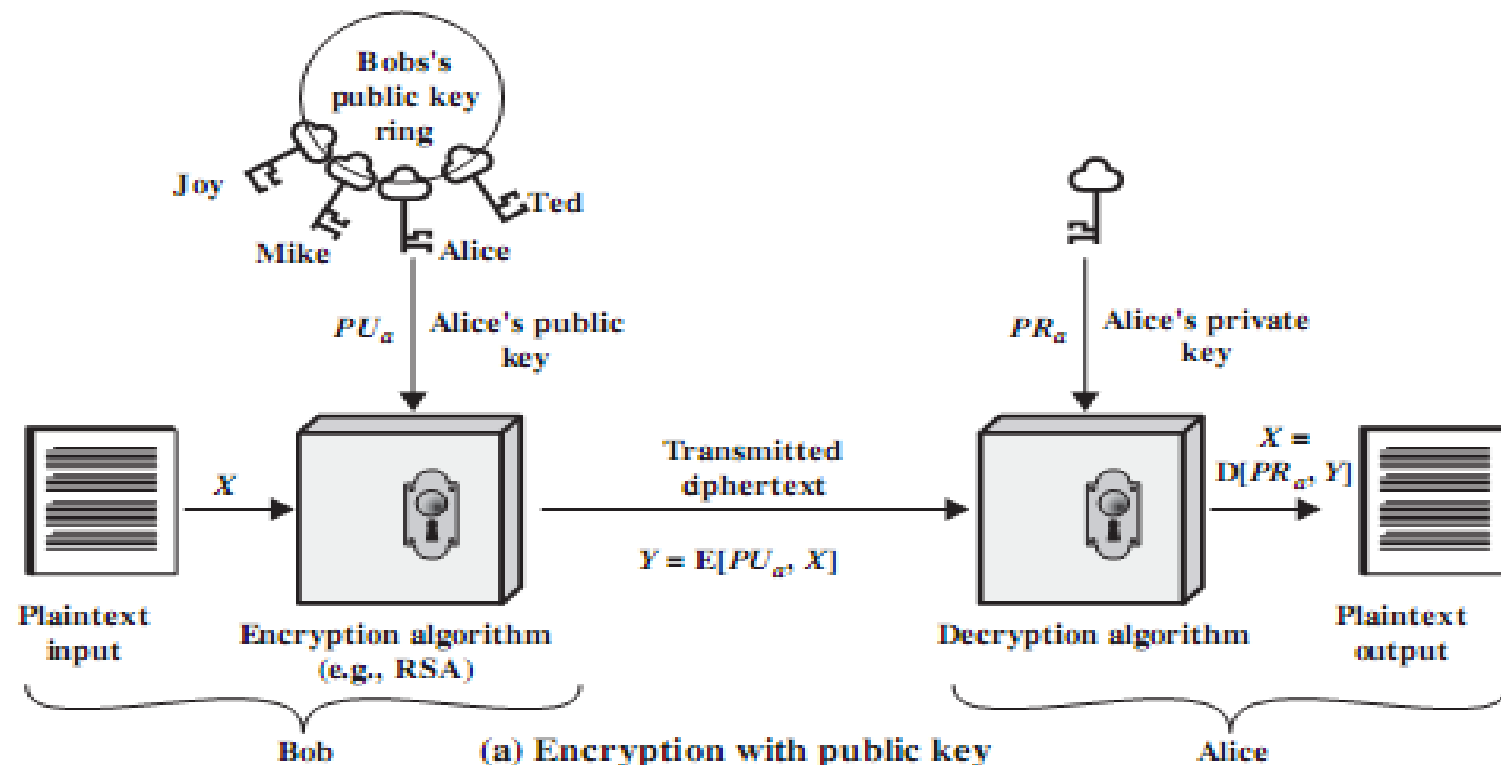 Bobs's
public key
ring
Joy
Ted
Mike
Alice
PUa
Alice's public
key
PRa
Alice's private
key
X
Transmitted
ciphertext
X =
D[PRa, Y]
Y = E[PUa, X]
Plaintext
input
Encryption algorithm
(e.g., RSA)
Decryption algorithm
Plaintext
output
Bob
(a) Encryption with public key
Alice